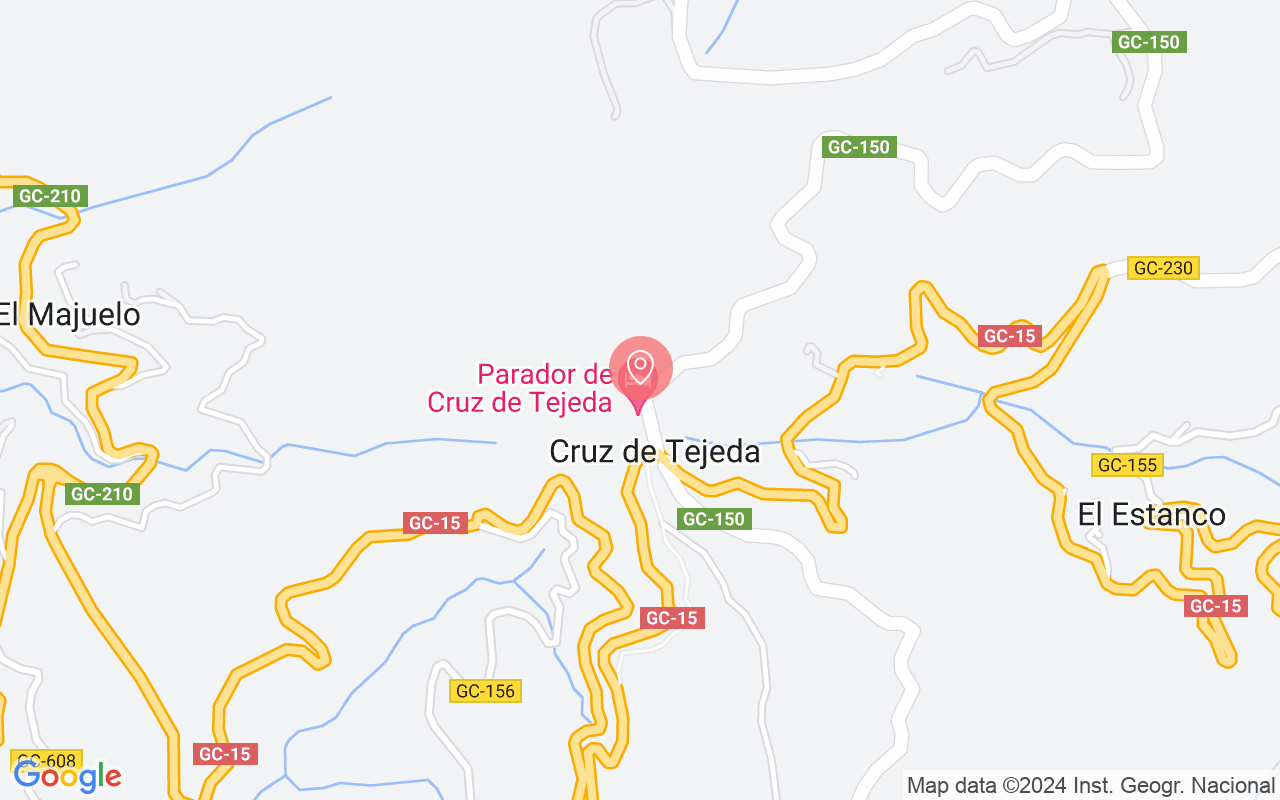 GC-150
GC-150
GC-210
GC-230
El Majuelo
GC-15
Parador de
Cruz de Tejeda
Cruz de Tejeda
GC-155
GC-210
El Estanco
GC-15
GC-150
GC-15
GC-15
GC-156
GC-15
GC-608
Google
Map data ©2024 Inst. Geogr. Nacional